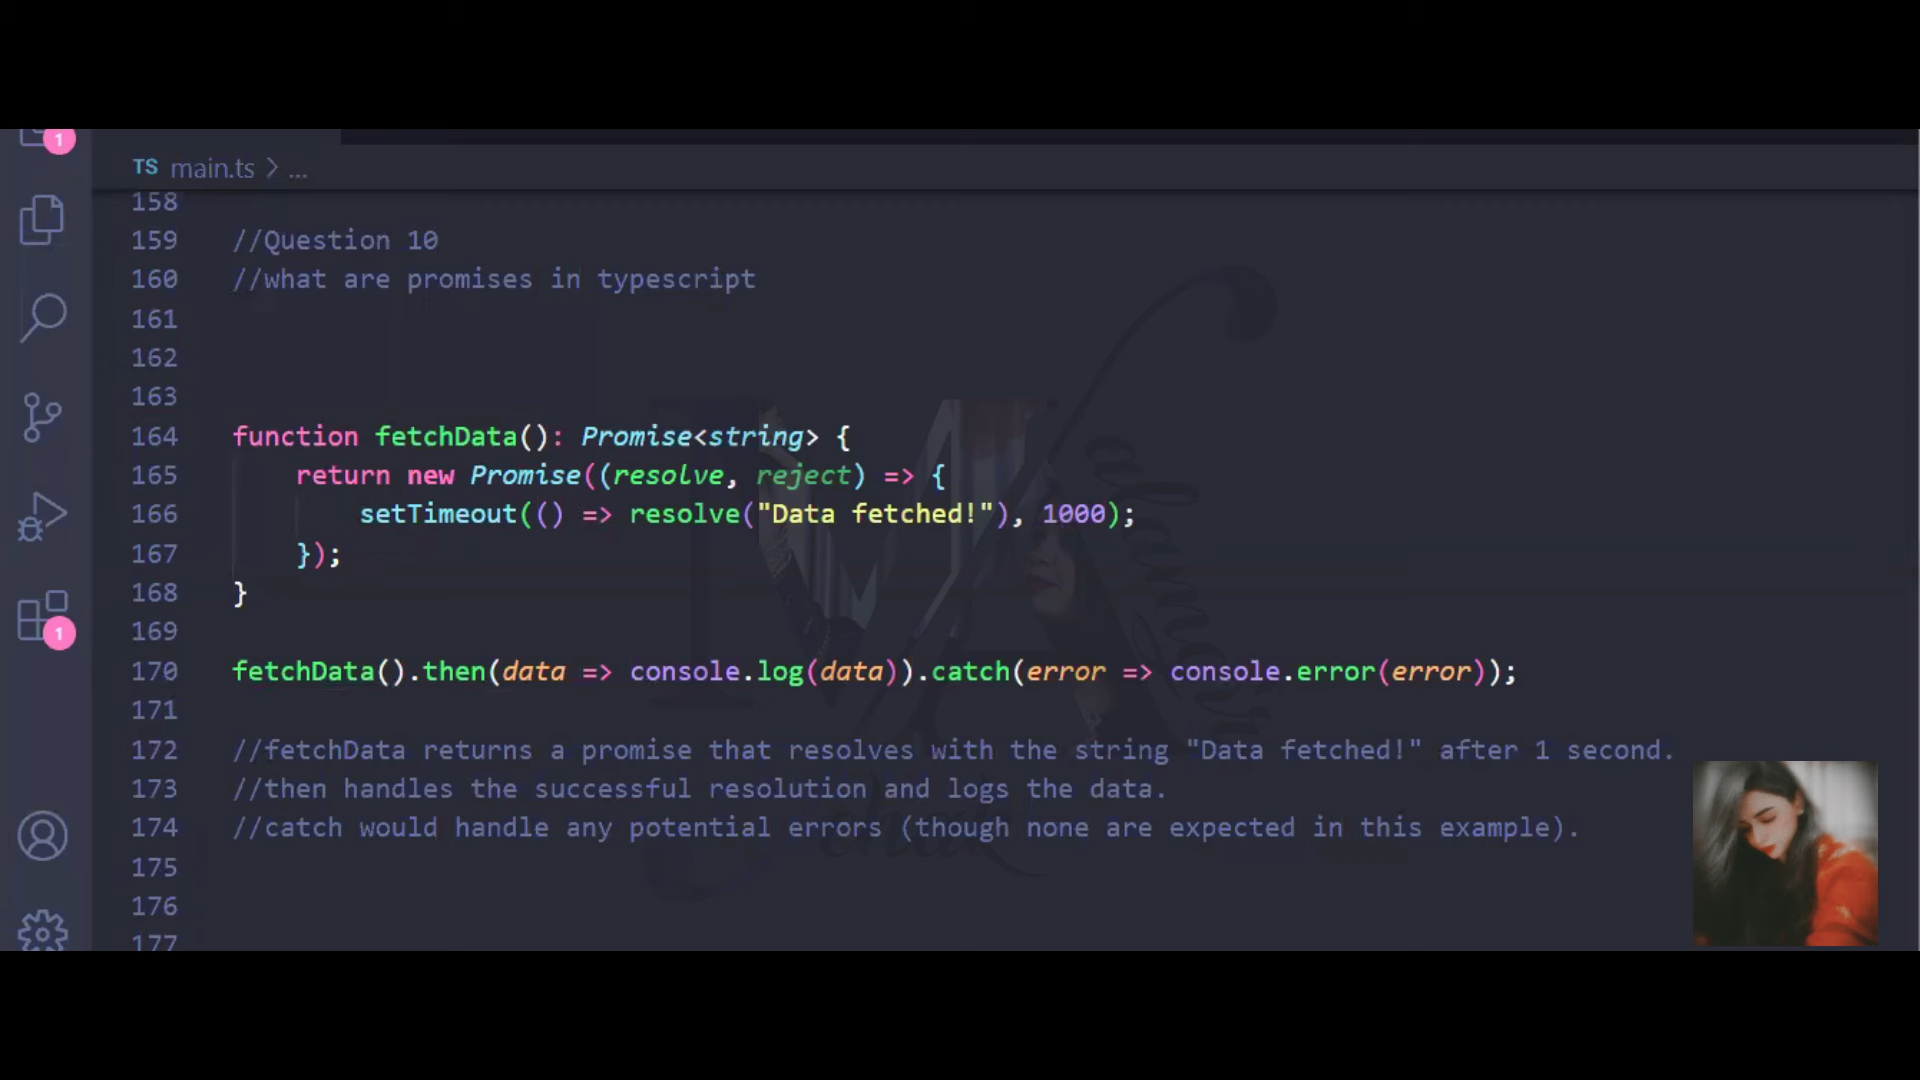 1
TS main.ts > ...
158
159 //Question 10
160 //what are promises in typescript
161
162
163
164 function fetchData(): Promise<string> {
165     return new Promise((resolve, reject) => {
166         setTimeout(() => resolve("Data fetched!"), 1000);
167     });
168 }
169
170 fetchData().then(data => console.log(data)).catch(error => console.error(error));
171
172 //fetchData returns a promise that resolves with the string "Data fetched!" after 1 second.
173 //then handles the successful resolution and logs the data.
174 //catch would handle any potential errors (though none are expected in this example).
175
176
177
1